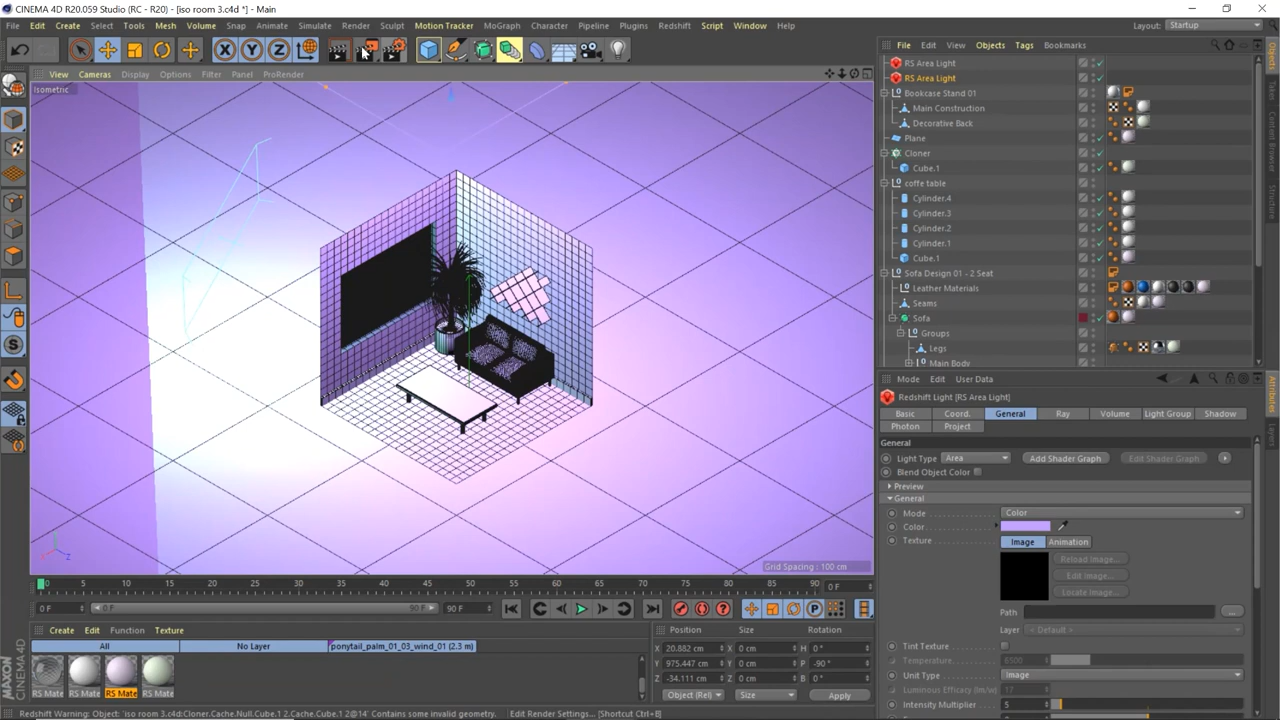 CINEMA 4D R20.059 Studio (RC - R20) - [iso room 3.c4d *] - Main
File Edit Create Select Tools Mesh Volume Snap Animate Simulate Render Sculpt Motion Tracker MoGraph Character Pipeline Plugins Redshift Script Window Help Layout: Startup
File Edit View Objects Tags Bookmarks
View Cameras Display Options Filter Panel ProRender
Isometric
RS Area Light
RS Area Light
Bookcase Stand 01
Main Construction
Decorative Back
Plane
Cloner
Cube.1
coffe table
Cylinder.4
Cylinder.3
Cylinder.2
Cylinder.1
Cube.1
Sofa Design 01 - 2 Seat
Leather Materials
Seams
Sofa
Groups
Legs
Main Body
Objects
Takes
Content Browser
Structure
Mode Edit User Data
Redshift Light [RS Area Light]
Basic Coord. General Ray Volume Light Group Shadow
Photon Project
General
Light Type Area Add Shader Graph Edit Shader Graph
Blend Object Color
Preview
General
Mode Color
Color
Texture Image Animation
Reload Image...
Edit Image...
Locate Image...
Path ...
Layer < Default >
Tint Texture
Temperature 6500
Unit Type Image
Luminous Efficacy (lm/w) 17
Intensity Multiplier 5
Attributes
Layers
Grid Spacing : 100 cm
0 5 10 15 20 25 30 35 40 45 50 55 60 65 70 75 80 85 90 0 F
0 F 0 F 90 F 90 F
Create Edit Function Texture
All No Layer ponytail_palm_01_03_wind_01 (2.3 m)
RS Mate RS Mate RS Mate RS Mate
Position Size Rotation
X 20.882 cm X 0 cm H 0 °
Y 975.447 cm Y 0 cm P -90 °
Z -34.111 cm Z 0 cm B 0 °
Object (Rel) Size Apply
MAXON CINEMA 4D
Redshift Warning: Object: 'iso room 3.c4d:Cloner.Cache.Null.Cube.1 2.Cache.Cube.1 2@14' Contains some invalid geometry. Edit Render Settings... [Shortcut Ctrl+B]